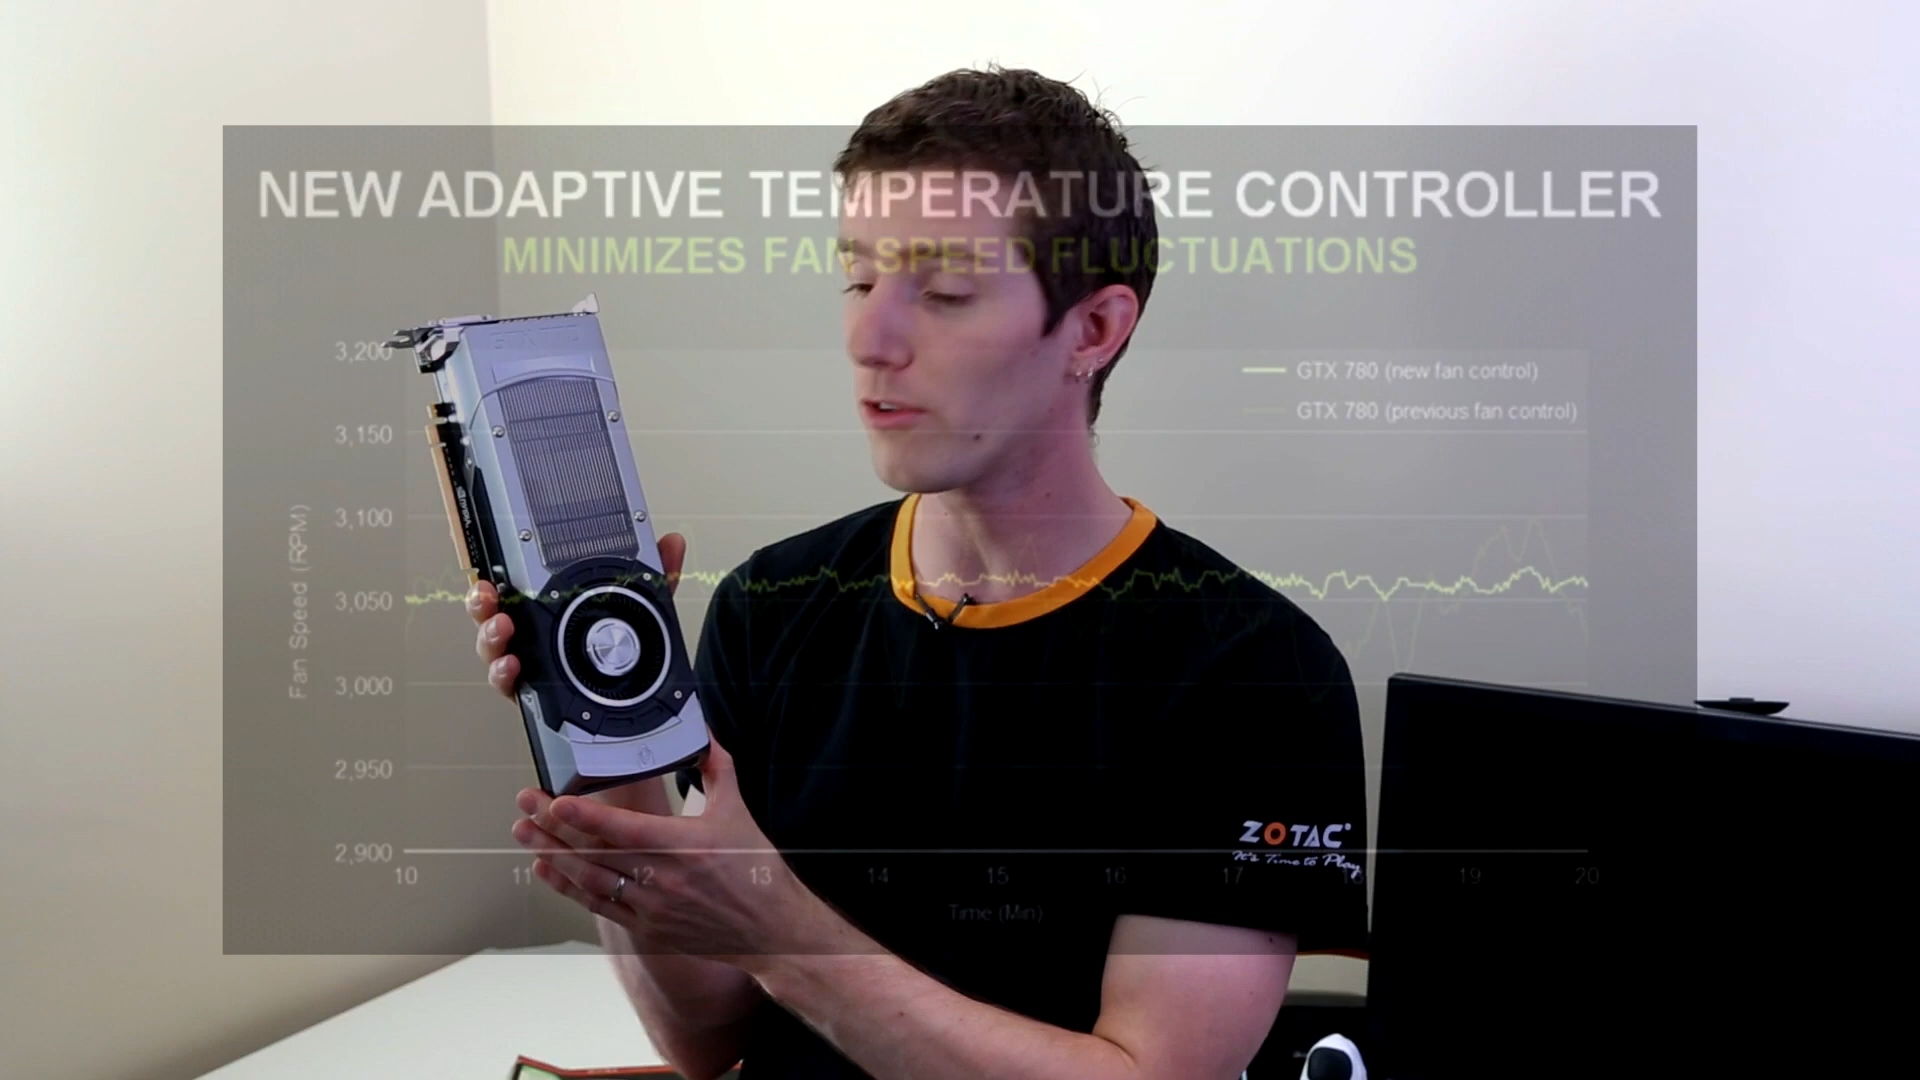 NEW ADAPTIVE TEMPERATURE CONTROLLER
MINIMIZES FAN SPEED FLUCTUATIONS
GTX 780 (new fan control)
GTX 780 (previous fan control)
Fan Speed (RPM)
3,200
3,150
3,100
3,050
3,000
2,950
2,900
10 11 12 13 14 15 16 17 18 19 20
Time (Min)
ZOTAC
It's Time to Play